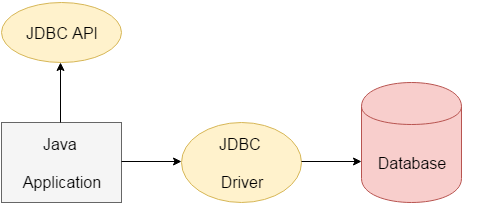 JDBC API
Java
Application
JDBC
Driver
Database